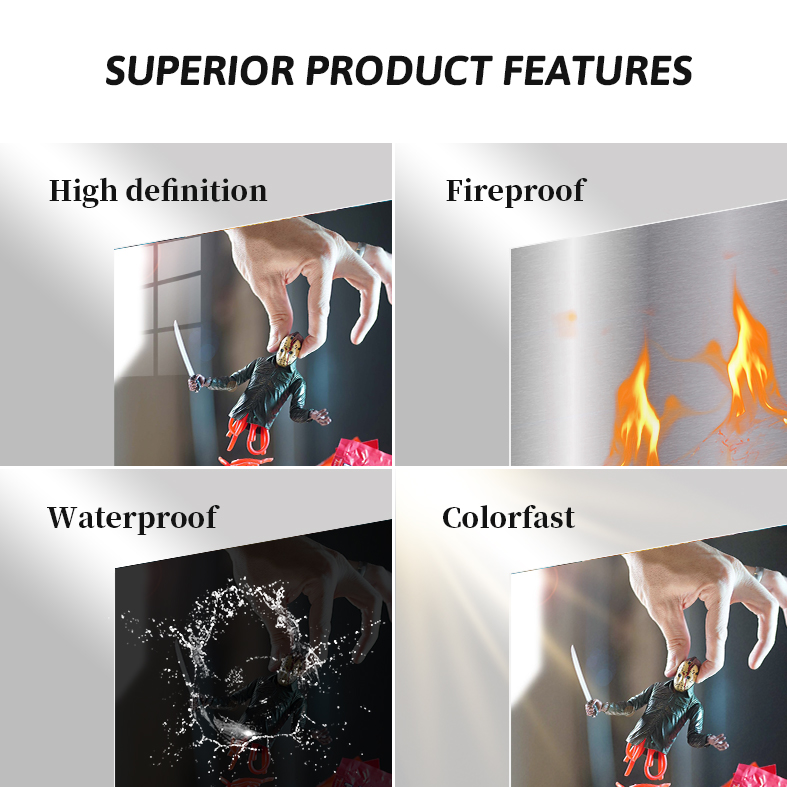 SUPERIOR PRODUCT FEATURES
High definition
Fireproof
Waterproof
Colorfast